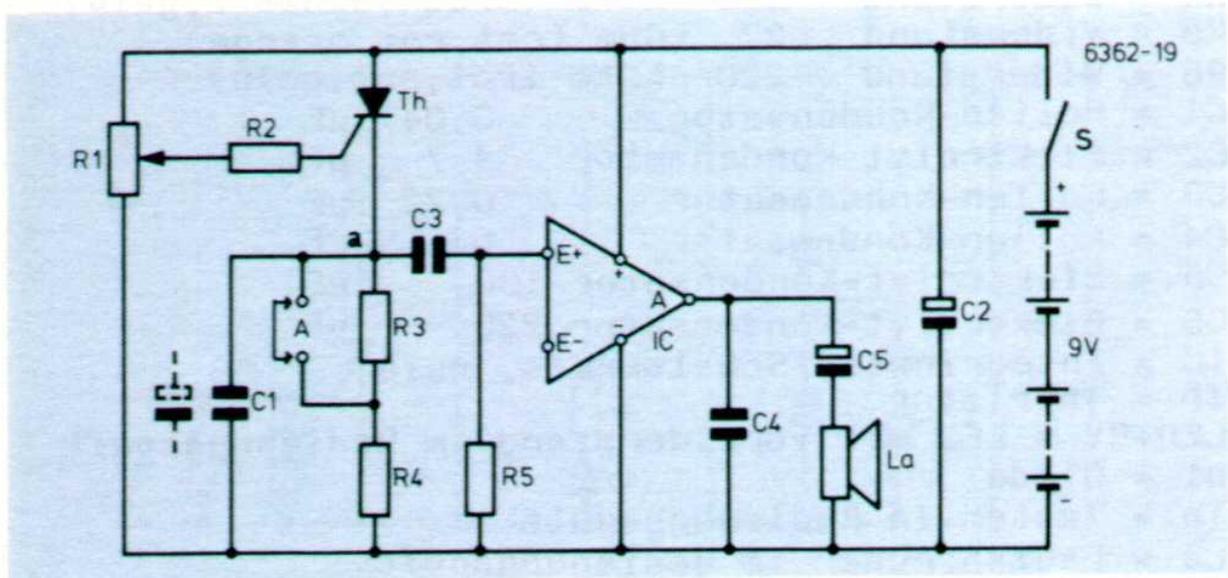 6362-19
Th
R2
R1
S
+
a
C3
E+
+
A
R3
A
C2
E-
-
IC
C5
9V
C1
C4
R4
R5
La
-